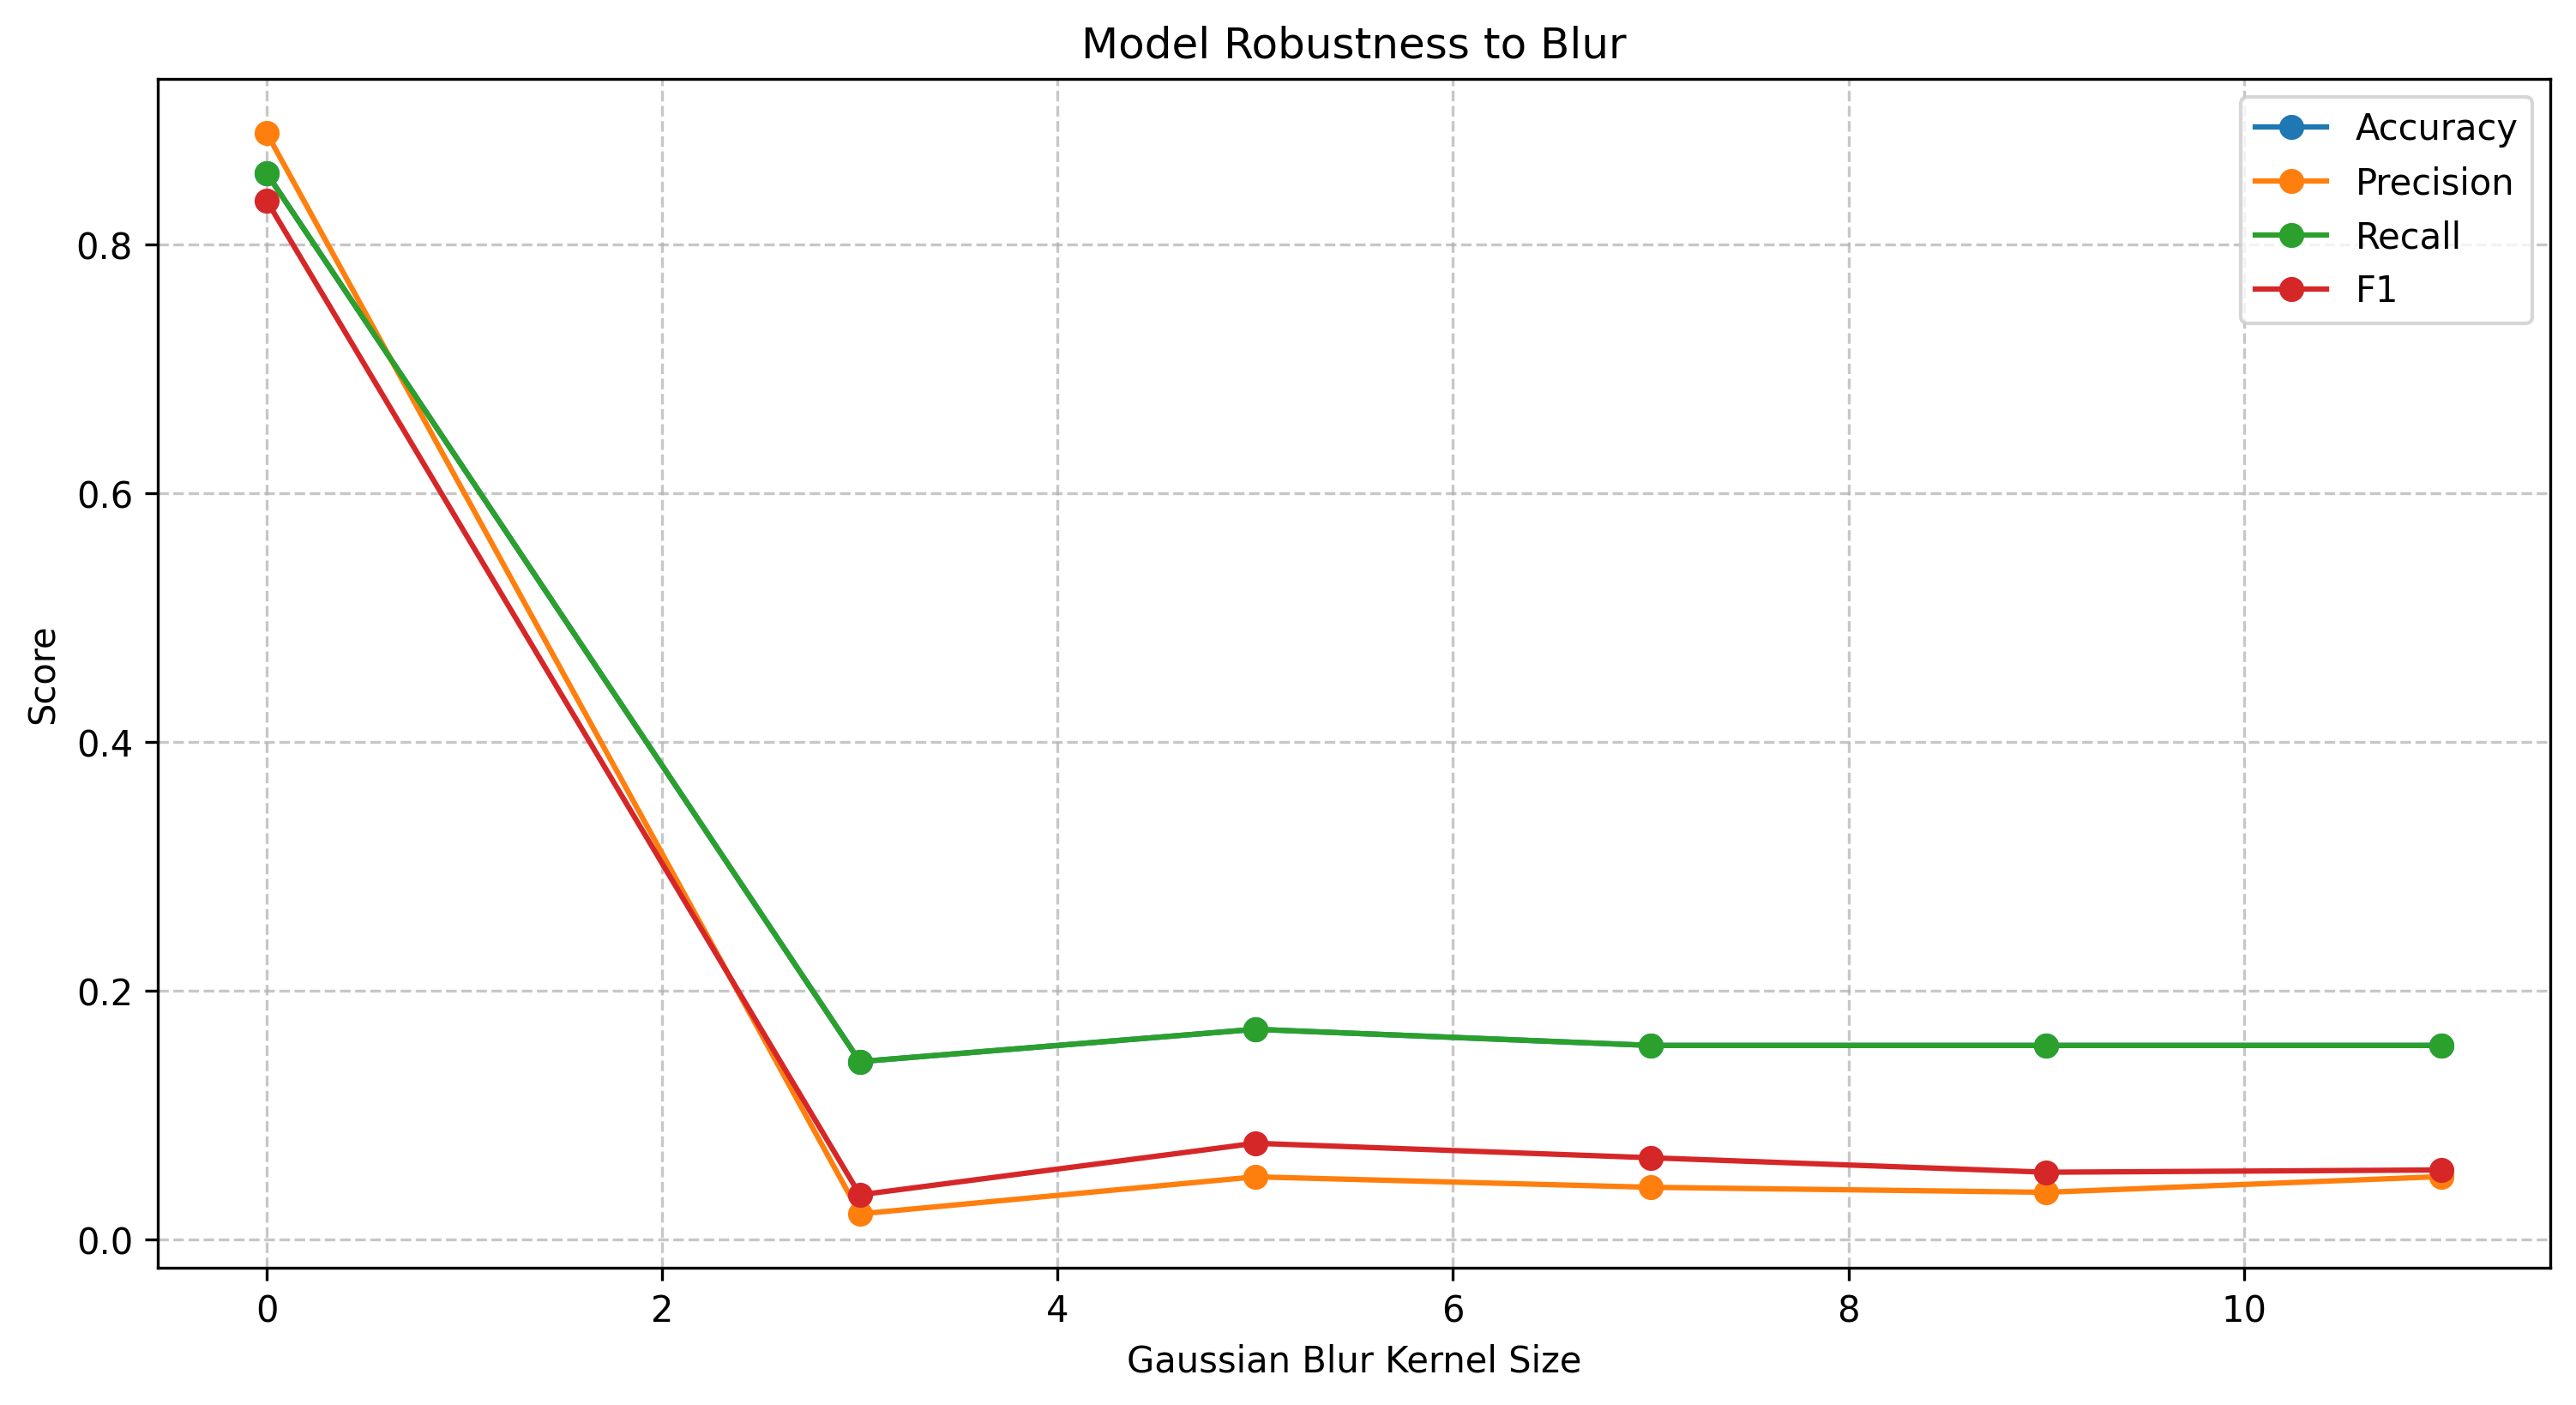 Model Robustness to Blur
Accuracy
Precision
Recall
F1
0.8
0.6
0.4
0.2
0.0
Score
0 2 4 6 8 10
Gaussian Blur Kernel Size